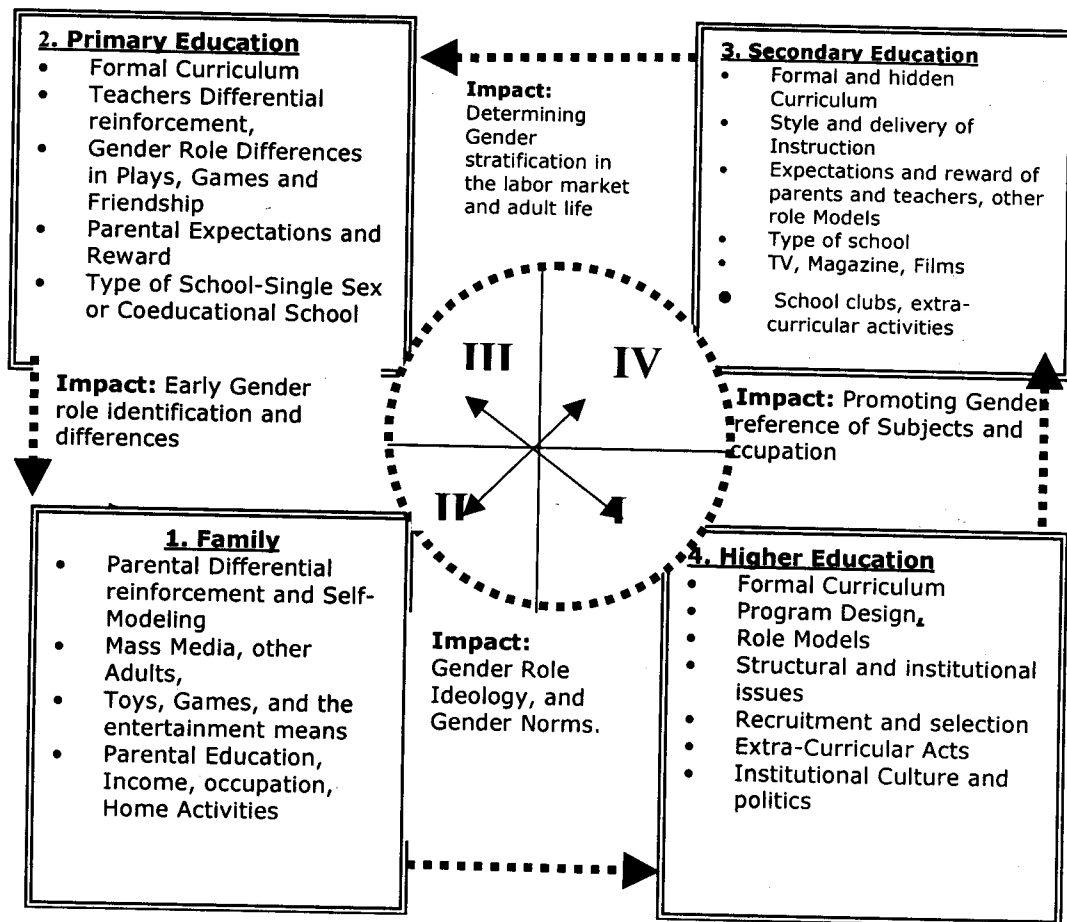 2. Primary Education
• Formal Curriculum
• Teachers Differential
reinforcement,
• Gender Role Differences
in Plays, Games and
Friendship
• Parental Expectations and
Reward
• Type of School-Single Sex
or Coeducational School
Impact:
Determining
Gender
stratification in
the labor market
and adult life
3. Secondary Education
• Formal and hidden
Curriculum
• Style and delivery of
Instruction
• Expectations and reward of
parents and teachers, other
role Models
• Type of school
• TV, Magazine, Films
• School clubs, extra-
curricular activities
III
IV
II
I
Impact: Early Gender
role identification and
differences
Impact: Promoting Gender
reference of Subjects and
ccupation
1. Family
• Parental Differential
reinforcement and Self-
Modeling
• Mass Media, other
Adults,
• Toys, Games, and the
entertainment means
• Parental Education,
Income, occupation,
Home Activities
Impact:
Gender Role
Ideology, and
Gender Norms.
4. Higher Education
• Formal Curriculum
• Program Design,
• Role Models
• Structural and institutional
issues
• Recruitment and selection
• Extra-Curricular Acts
• Institutional Culture and
politics